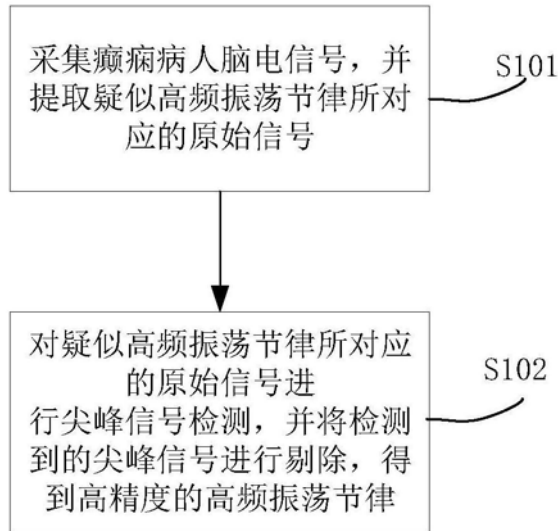 采集癫痫病人脑电信号，并
提取疑似高频振荡节律所对
应的原始信号
S101
对疑似高频振荡节律所对应
的原始信号进
行尖峰信号检测，并将检测
到的尖峰信号进行剔除，得
到高精度的高频振荡节律
S102